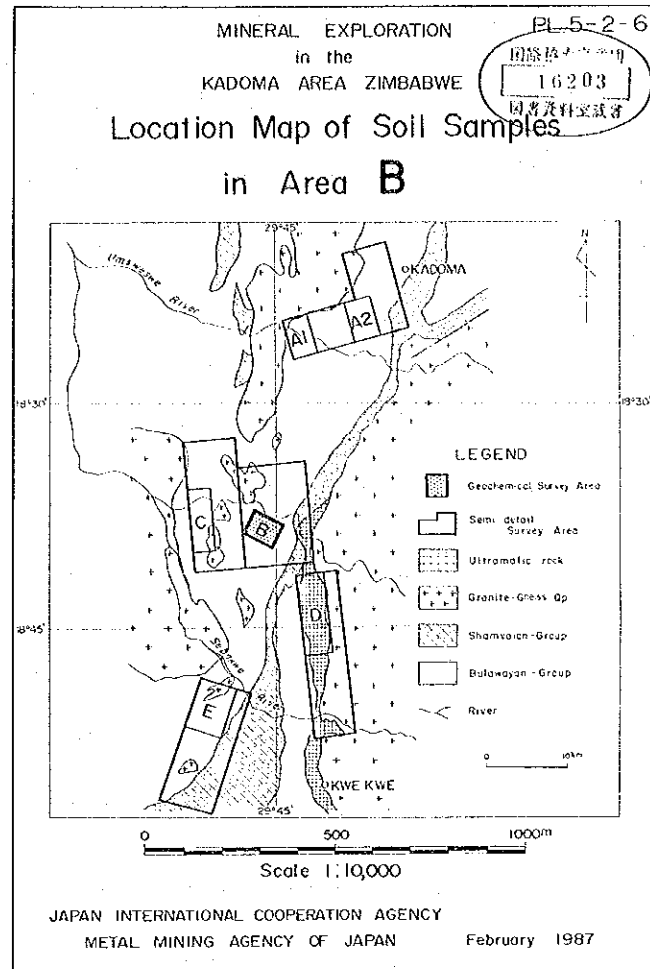 MINERAL EXPLORATION
in the
KADOMA AREA ZIMBABWE
PL 5-2-6
16203
Location Map of Soil Samples
in Area B
29°45'
N
KADOMA
River
A1
A2
18°30'
18°30'
LEGEND
Geochemical Survey Area
Semi detail
Survey Area
Ultramafic rock
Granite-Gneiss Gp
Shamvaian-Group
Bulawayan-Group
River
0 10km
C
B
D
18°45'
E
KWE KWE
29°45'
0 500 1000m
Scale 1:10,000
JAPAN INTERNATIONAL COOPERATION AGENCY
METAL MINING AGENCY OF JAPAN February 1987